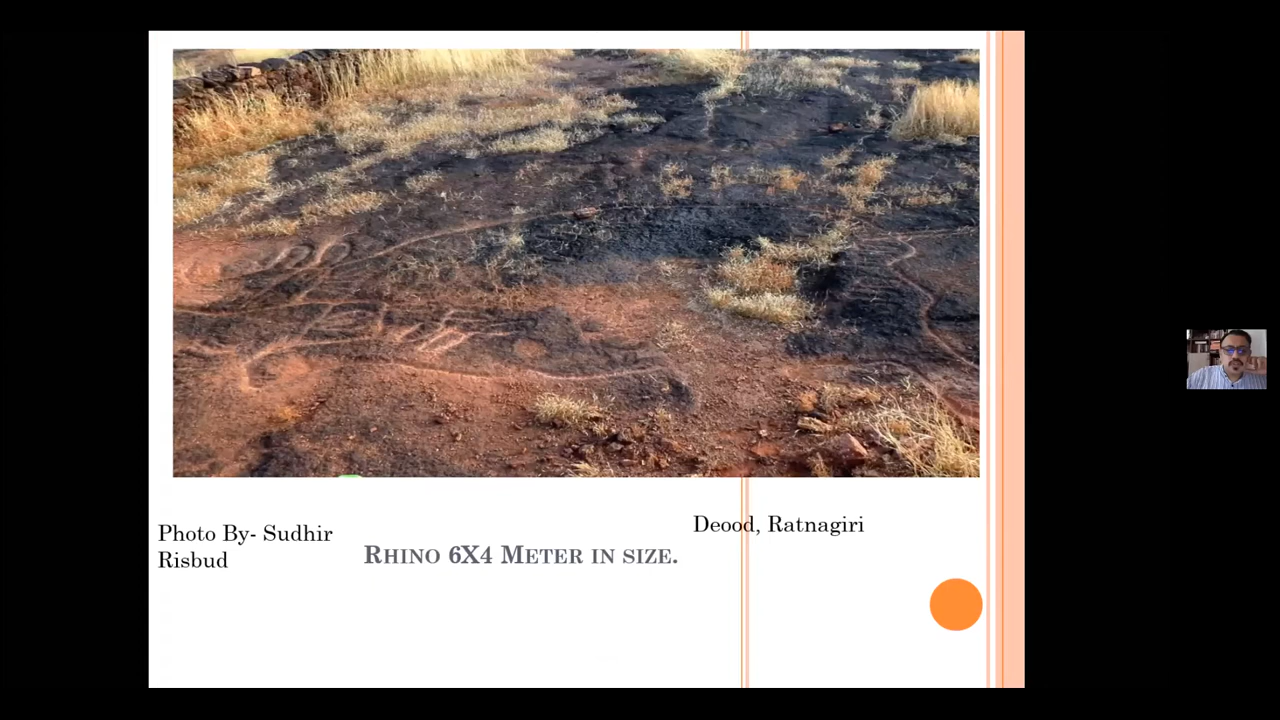 Photo By- Sudhir
Risbud
Deood, Ratnagiri
Rhino 6X4 Meter in size.